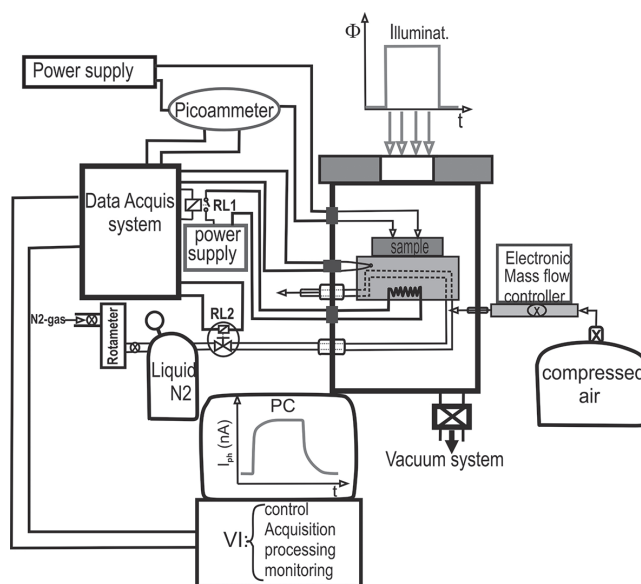 Φ
Illuminat.
t
Power supply
Picoammeter
Data Acquis
system
RL1
power
supply
sample
Electronic
Mass flow
controller
N2-gas
Rotameter
RL2
Liquid
N2
compressed
air
PC
I ph (nA)
t
Vacuum system
VI:
control
Acquisition
processing
monitoring